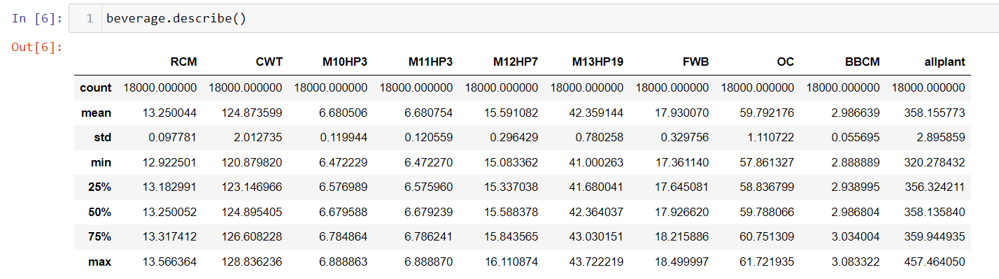 In [6]: 1 beverage.describe()
Out[6]:
RCM CWT M10HP3 M11HP3 M12HP7 M13HP19 FWB OC BBCM allplant
count 18000.000000 18000.000000 18000.000000 18000.000000 18000.000000 18000.000000 18000.000000 18000.000000 18000.000000 18000.000000
mean 13.250044 124.873599 6.680506 6.680754 15.591082 42.359144 17.930070 59.792176 2.986639 358.155773
std 0.097781 2.012735 0.119944 0.120559 0.296429 0.780258 0.329756 1.110722 0.055695 2.895859
min 12.922501 120.879820 6.472229 6.472270 15.083362 41.000263 17.361140 57.861327 2.888889 320.278432
25% 13.182991 123.146966 6.576989 6.575960 15.337038 41.680041 17.645081 58.836799 2.938995 356.324211
50% 13.250052 124.895405 6.679588 6.679239 15.588378 42.364037 17.926620 59.788066 2.986804 358.135840
75% 13.317412 126.608228 6.784864 6.786241 15.843565 43.030151 18.215886 60.751309 3.034004 359.944935
max 13.566364 128.836236 6.888863 6.888870 16.110874 43.722219 18.499997 61.721935 3.083322 457.464050